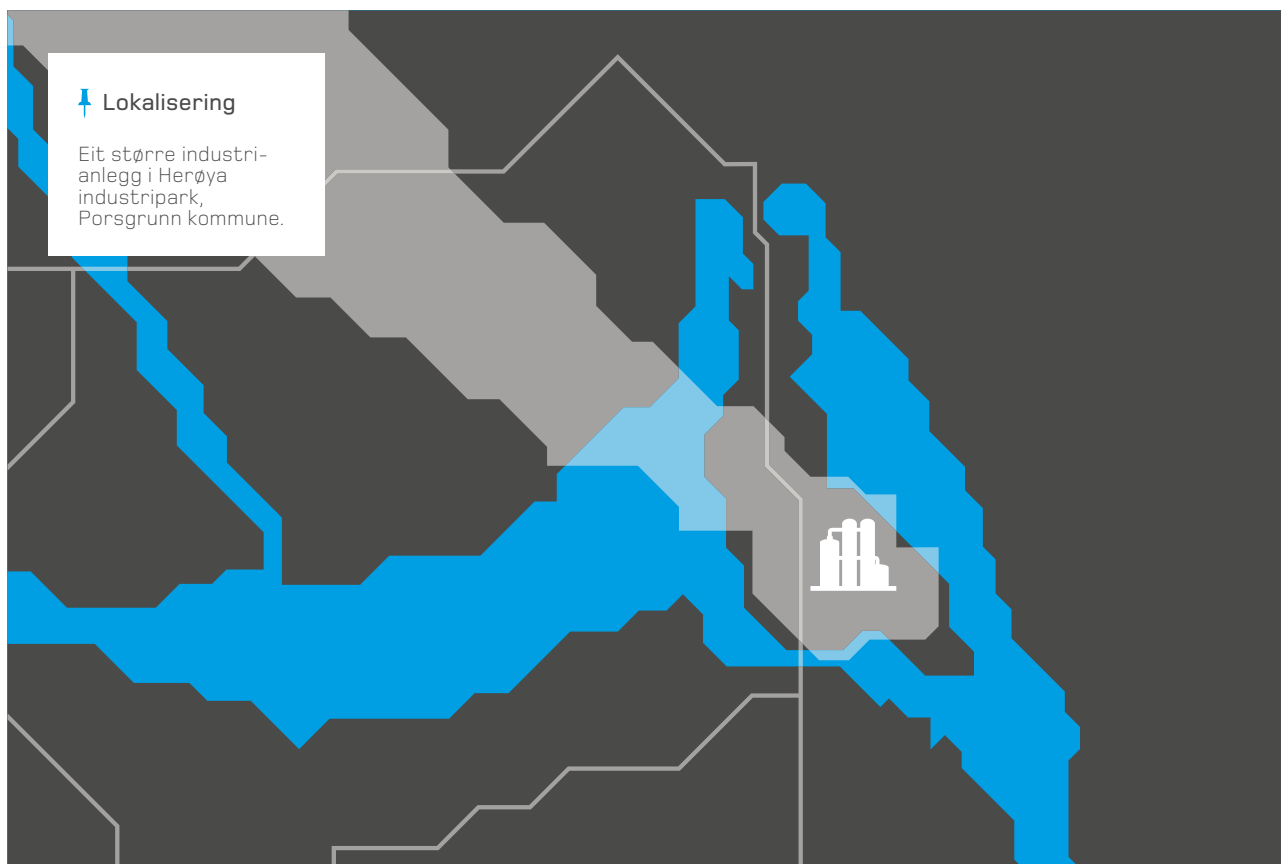 Lokalisering
Eit større industri-
anlegg i Herøya
industripark,
Porsgrunn kommune.